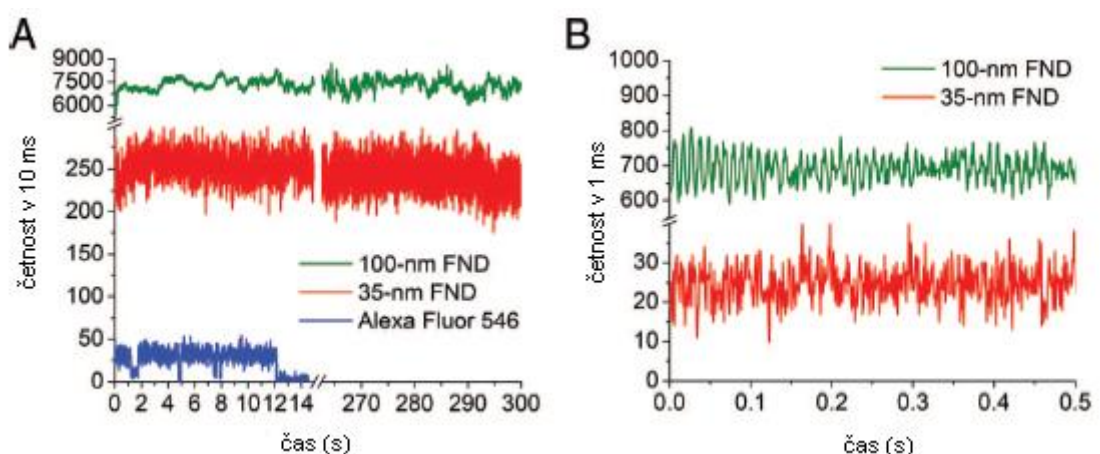 A
9000
7500
6000
250
200
150
100
50
0
četnost v 10 ms
100-nm FND
35-nm FND
Alexa Fluor 546
0 2 4 6 8 10 12 14 270 280 290 300
čas (s)
B
1000
900
800
700
600
30
20
10
0
četnost v 1 ms
100-nm FND
35-nm FND
0.0 0.1 0.2 0.3 0.4 0.5
čas (s)